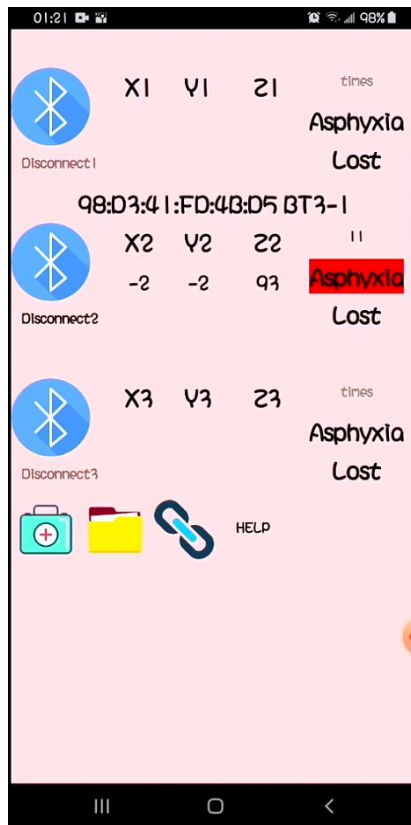 01:21 98%
X1 Y1 Z1 times
Asphyxia
Disconnect1 Lost
98:D3:41:FD:4B:D5 BT3-1
X2 Y2 Z2 11
-2 -2 93 Asphyxia
Disconnect2 Lost
X3 Y3 Z3 times
Asphyxia
Disconnect3 Lost
HELP